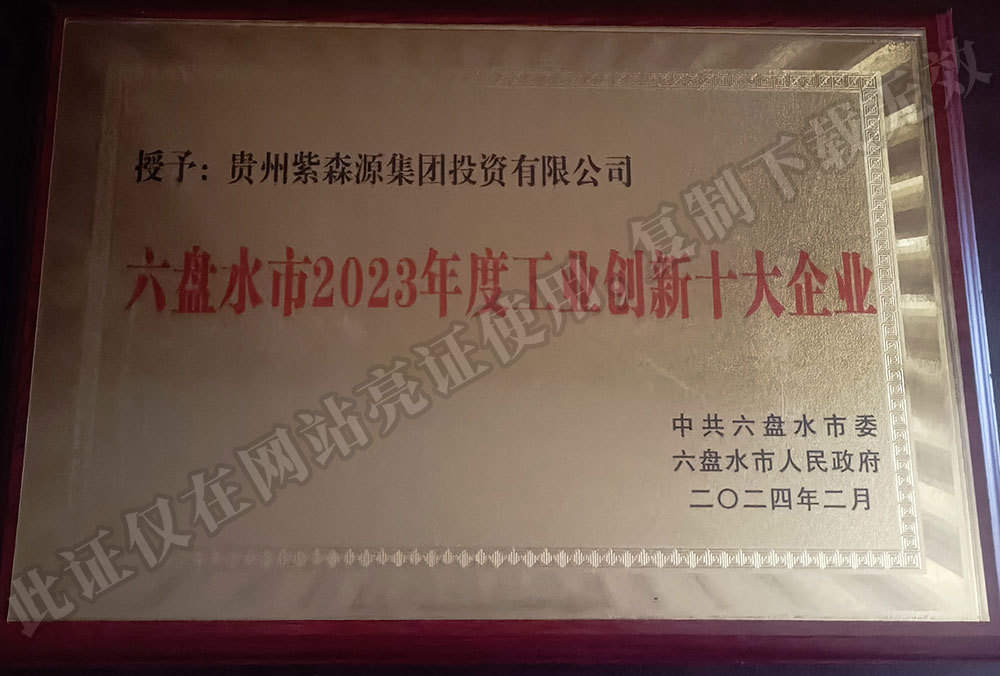 授予：贵州紫森源集团投资有限公司
六盘水市2023年度工业创新十大企业
中共六盘水市委
六盘水市人民政府
二〇二四年二月
此证仅在网站亮证使用 复制下载无效